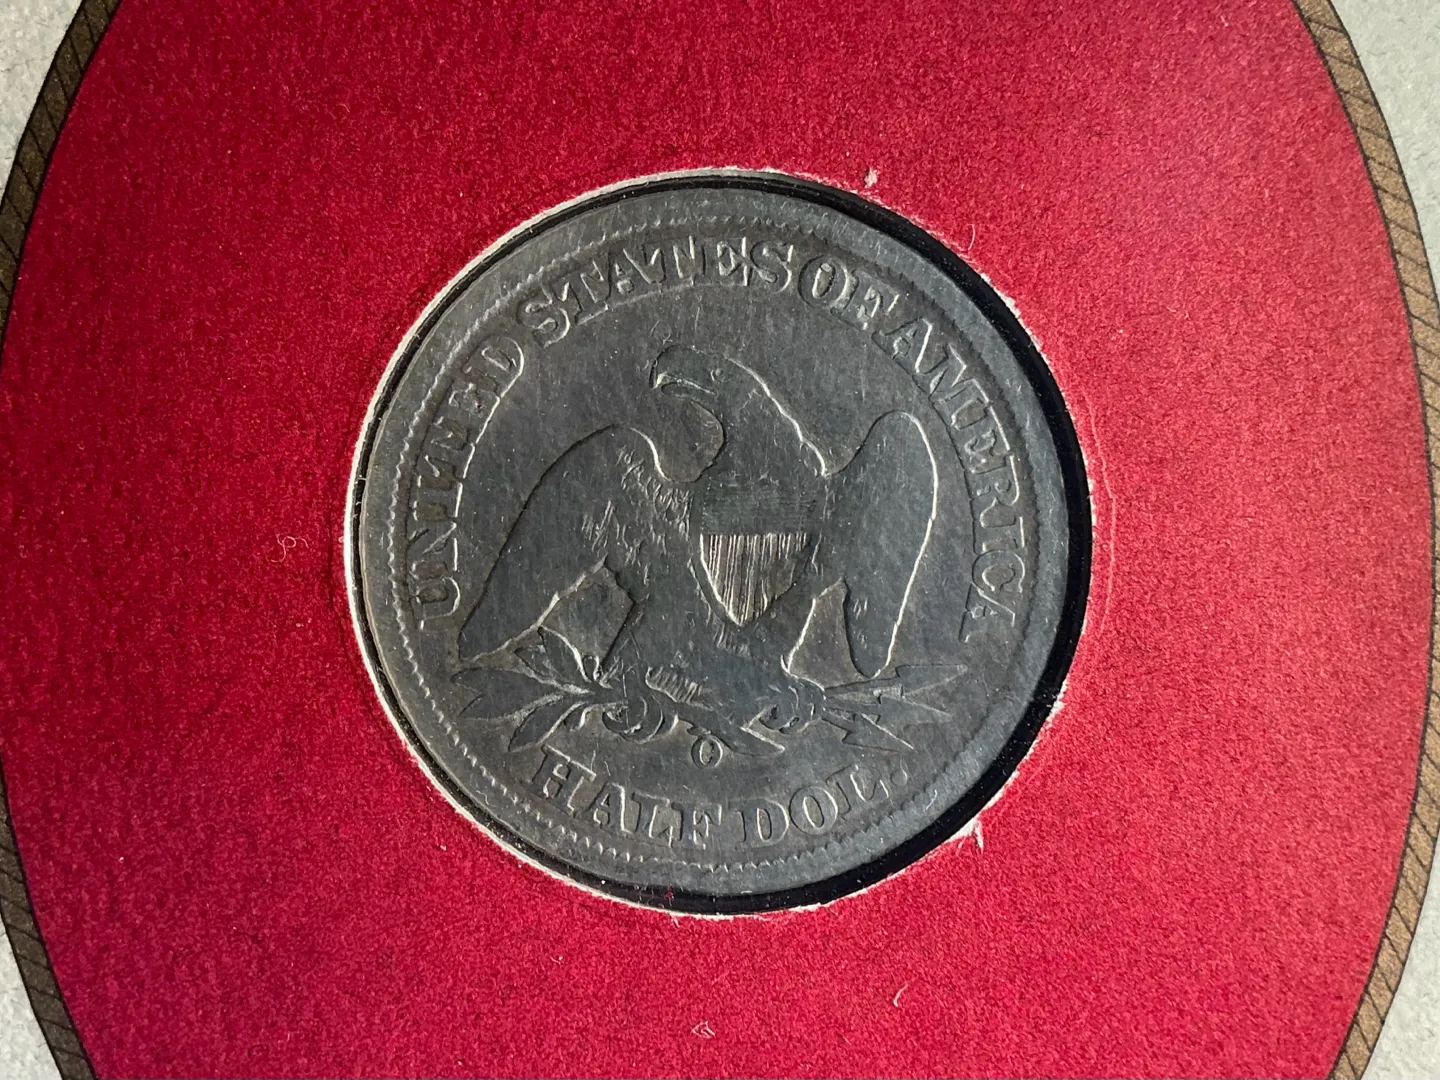 UNITED STATES OF AMERICA
O
HALF DOL.